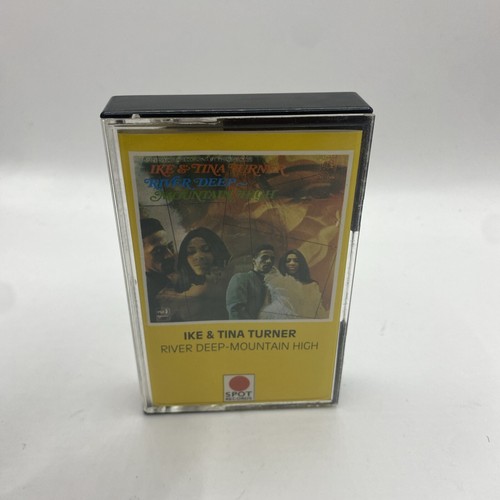 IKE & TINA TURNER
RIVER DEEP-
MOUNTAIN HIGH
IKE & TINA TURNER
RIVER DEEP-MOUNTAIN HIGH
SPOT